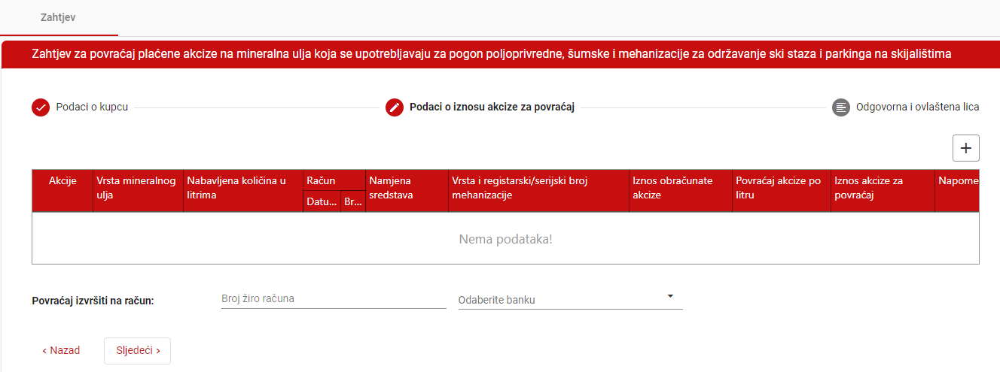 Zahtjev
Zahtjev za povraćaj plaćene akcize na mineralna ulja koja se upotrebljavaju za pogon poljoprivredne, šumske i mehanizacije za održavanje ski staza i parkinga na skijalištima
Podaci o kupcu
Podaci o iznosu akcize za povraćaj
Odgovorna i ovlaštena lica
Akcije
Vrsta mineralnog
ulja
Nabavljena količina u
litrima
Račun
Datu...
Br...
Namjena
sredstava
Vrsta i registarski/serijski broj
mehanizacije
Iznos obračunate
akcize
Povraćaj akcize po
litru
Iznos akcize za
povraćaj
Napome
Nema podataka!
Povraćaj izvršiti na račun:
Broj žiro računa
Odaberite banku
‹ Nazad
Sljedeći ›